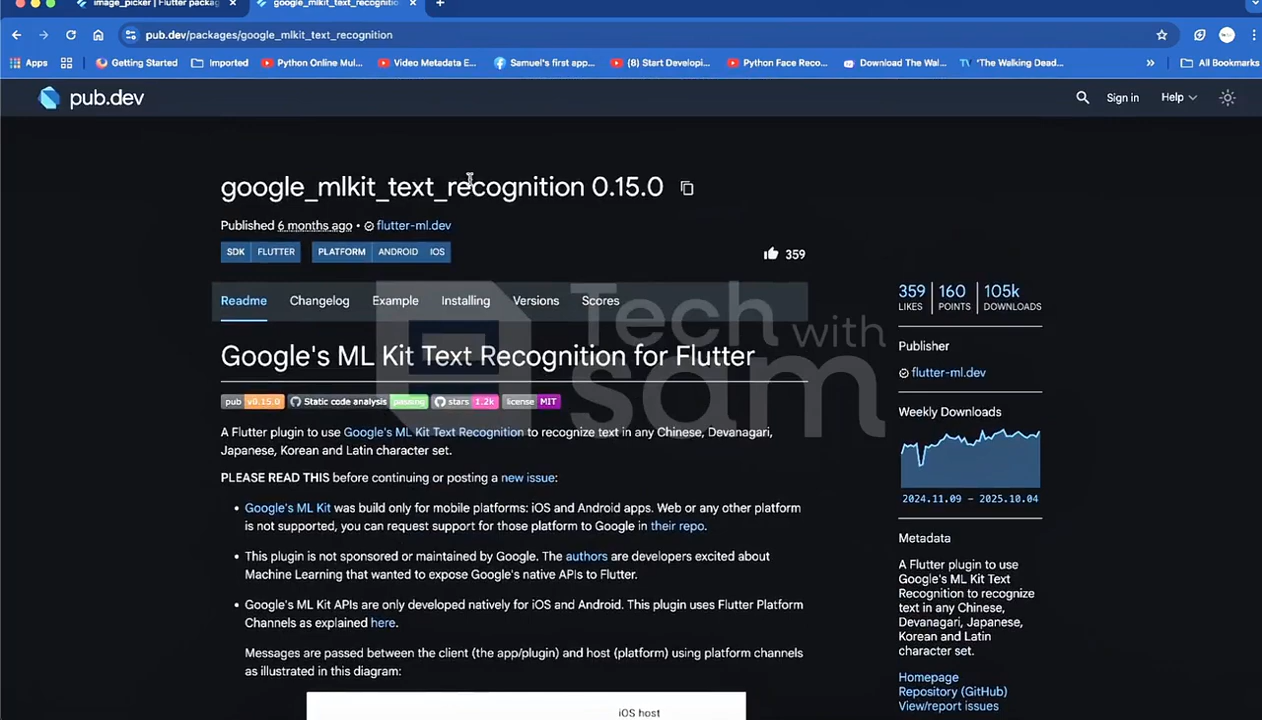 image_picker | Flutter packag
google_mlkit_text_recognitio
pub.dev/packages/google_mlkit_text_recognition
Apps
Getting Started
Imported
Python Online Mul...
Video Metadata E...
Samuel's first app...
(8) Start Developi...
Python Face Reco...
Download The Wal...
'The Walking Dead...
»
All Bookmarks
pub.dev
Sign in
Help
google_mlkit_text_recognition 0.15.0
Published 6 months ago • flutter-ml.dev
SDK FLUTTER PLATFORM ANDROID IOS
359
Readme Changelog Example Installing Versions Scores
Tech with sam
Google's ML Kit Text Recognition for Flutter
pub v0.15.0 Static code analysis passing stars 1.2k license MIT
A Flutter plugin to use Google's ML Kit Text Recognition to recognize text in any Chinese, Devanagari,
Japanese, Korean and Latin character set.
PLEASE READ THIS before continuing or posting a new issue:
• Google's ML Kit was build only for mobile platforms: iOS and Android apps. Web or any other platform
is not supported, you can request support for those platform to Google in their repo.
• This plugin is not sponsored or maintained by Google. The authors are developers excited about
Machine Learning that wanted to expose Google's native APIs to Flutter.
• Google's ML Kit APIs are only developed natively for iOS and Android. This plugin uses Flutter Platform
Channels as explained here.
Messages are passed between the client (the app/plugin) and host (platform) using platform channels
as illustrated in this diagram:
iOS host
359 160 105k
LIKES POINTS DOWNLOADS
Publisher
flutter-ml.dev
Weekly Downloads
2024.11.09 - 2025.10.04
Metadata
A Flutter plugin to use
Google's ML Kit Text
Recognition to recognize
text in any Chinese,
Devanagari, Japanese,
Korean and Latin
character set.
Homepage
Repository (GitHub)
View/report issues